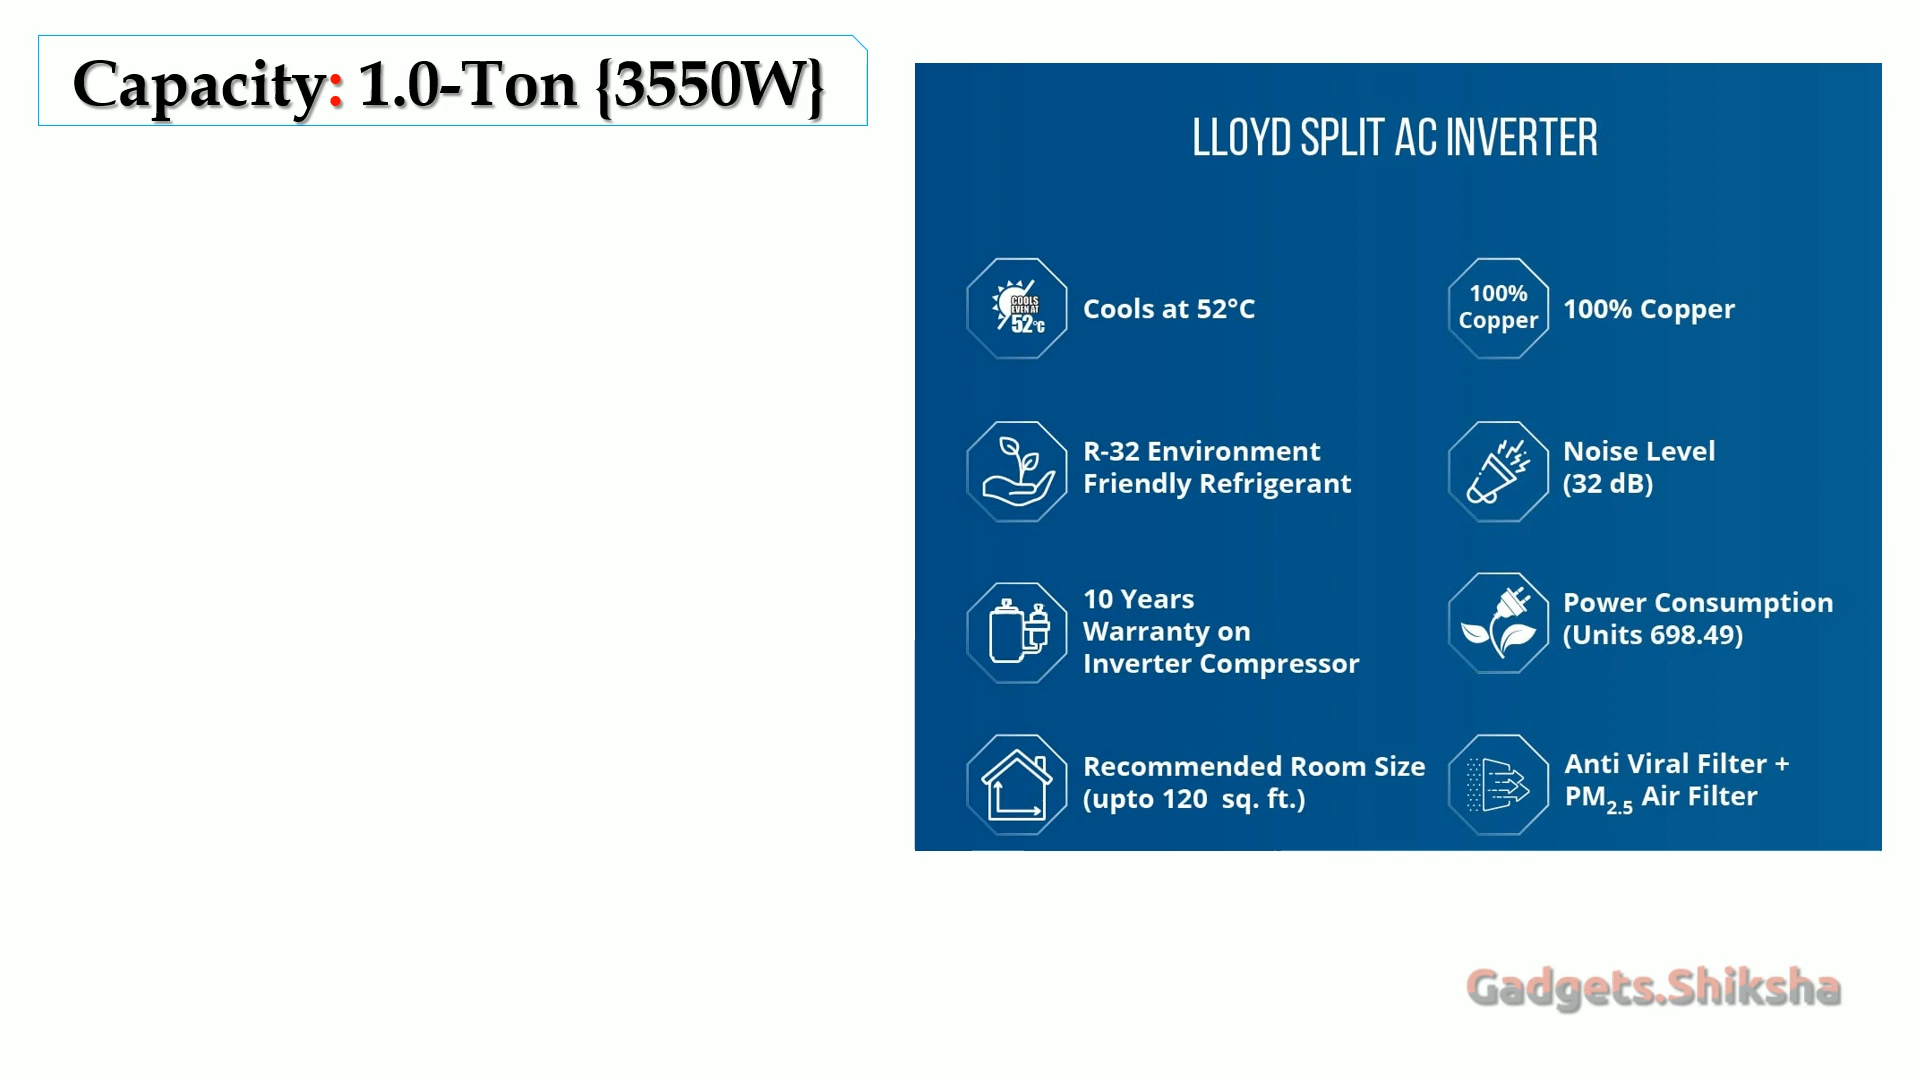 Capacity: 1.0-Ton {3550W}
LLOYD SPLIT AC INVERTER
COOLS
EVEN AT
52°C
Cools at 52°C
100%
Copper
100% Copper
R-32 Environment
Friendly Refrigerant
Noise Level
(32 dB)
10 Years
Warranty on
Inverter Compressor
Power Consumption
(Units 698.49)
Recommended Room Size
(upto 120 sq. ft.)
Anti Viral Filter +
PM2.5 Air Filter
Gadgets.Shiksha